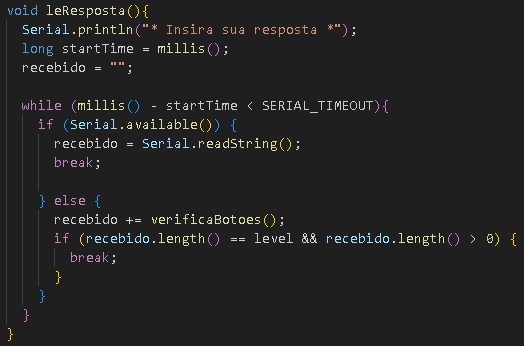 void leResposta(){
  Serial.println("* Insira sua resposta *");
  long startTime = millis();
  recebido = "";

  while (millis() - startTime < SERIAL_TIMEOUT){
    if (Serial.available()) {
      recebido = Serial.readString();
      break;

    } else {
      recebido += verificaBotoes();
      if (recebido.length() == level && recebido.length() > 0) {
        break;
      }
    }
  }
}